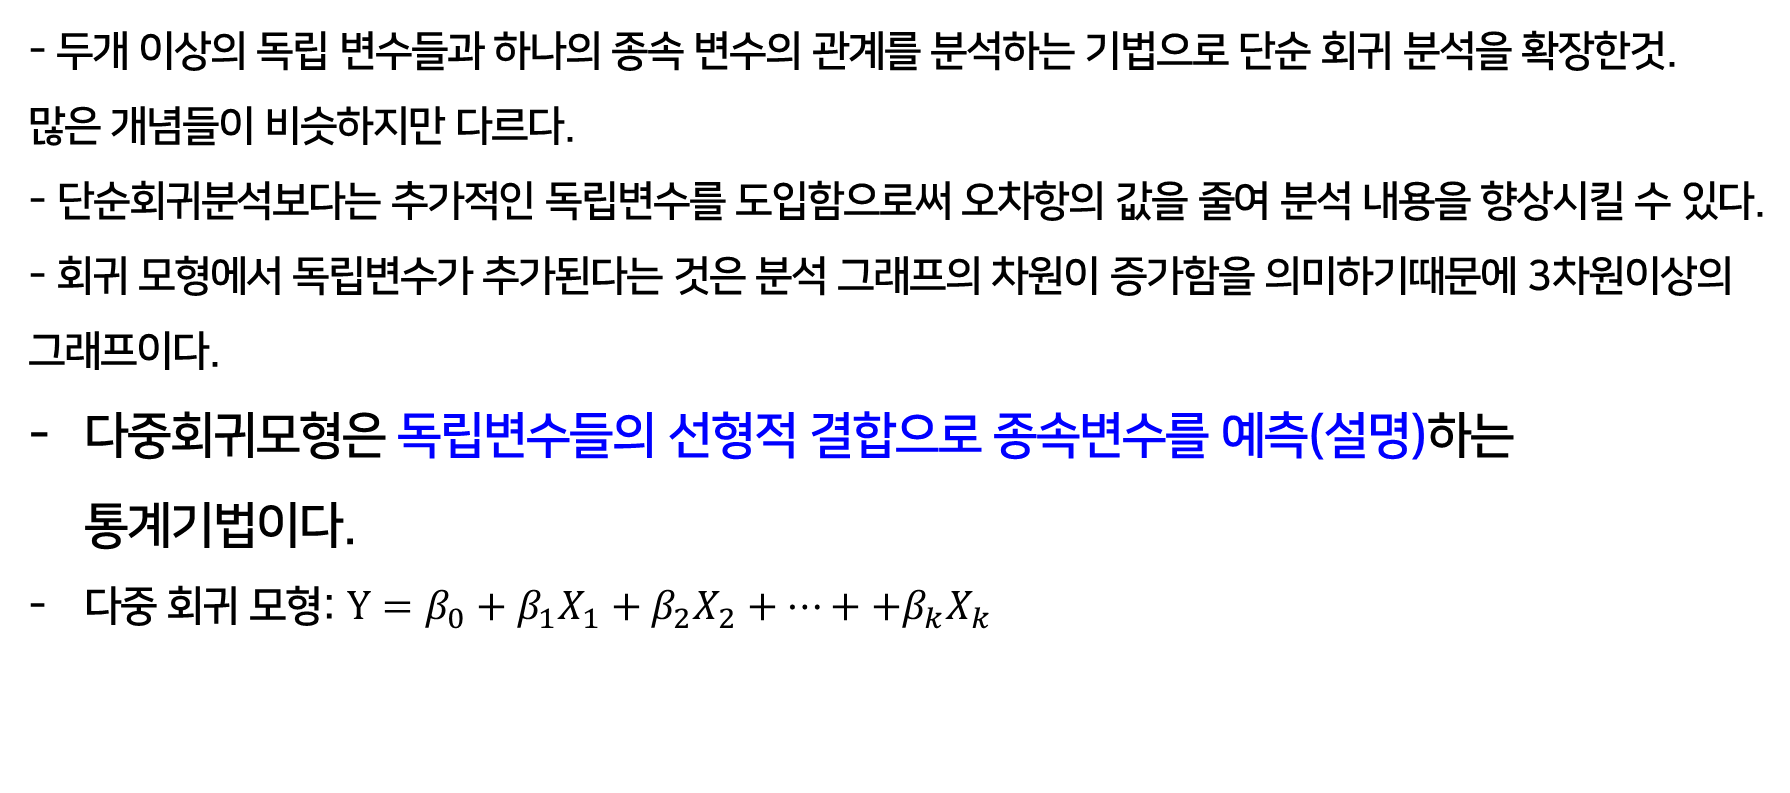 - 두개 이상의 독립 변수들과 하나의 종속 변수의 관계를 분석하는 기법으로 단순 회귀 분석을 확장한것.
많은 개념들이 비슷하지만 다르다.
- 단순회귀분석보다는 추가적인 독립변수를 도입함으로써 오차항의 값을 줄여 분석 내용을 향상시킬 수 있다.
- 회귀 모형에서 독립변수가 추가된다는 것은 분석 그래프의 차원이 증가함을 의미하기때문에 3차원이상의
그래프이다.
- 다중회귀모형은 독립변수들의 선형적 결합으로 종속변수를 예측(설명)하는
통계기법이다.
- 다중 회귀 모형: Y = β₀ + β₁X₁ + β₂X₂ + ⋯ + +βₖXₖ